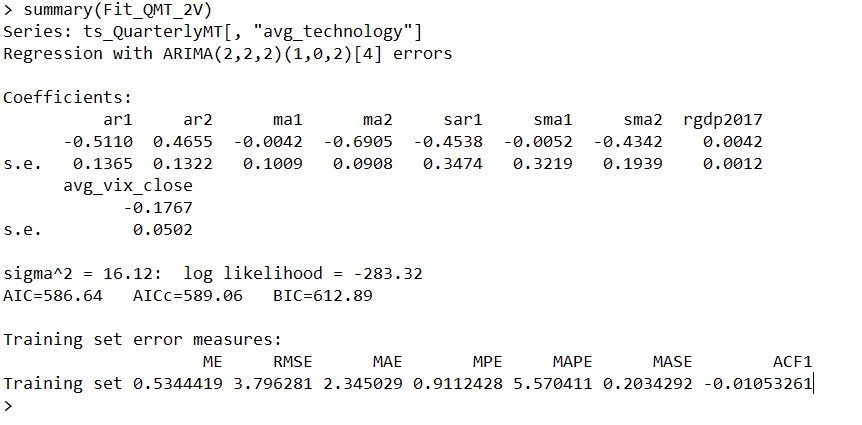 > summary(Fit_QMT_2V)
Series: ts_QuarterlyMT[, "avg_technology"]
Regression with ARIMA(2,2,2)(1,0,2)[4] errors
Coefficients:
ar1 ar2 ma1 ma2 sar1 sma1 sma2 rgdp2017
-0.5110 0.4655 -0.0042 -0.6905 -0.4538 -0.0052 -0.4342 0.0042
s.e. 0.1365 0.1322 0.1009 0.0908 0.3474 0.3219 0.1939 0.0012
avg_vix_close
-0.1767
s.e. 0.0502
sigma^2 = 16.12: log likelihood = -283.32
AIC=586.64 AICc=589.06 BIC=612.89
Training set error measures:
ME RMSE MAE MPE MAPE MASE ACF1
Training set 0.5344419 3.796281 2.345029 0.9112428 5.570411 0.2034292 -0.01053261
>